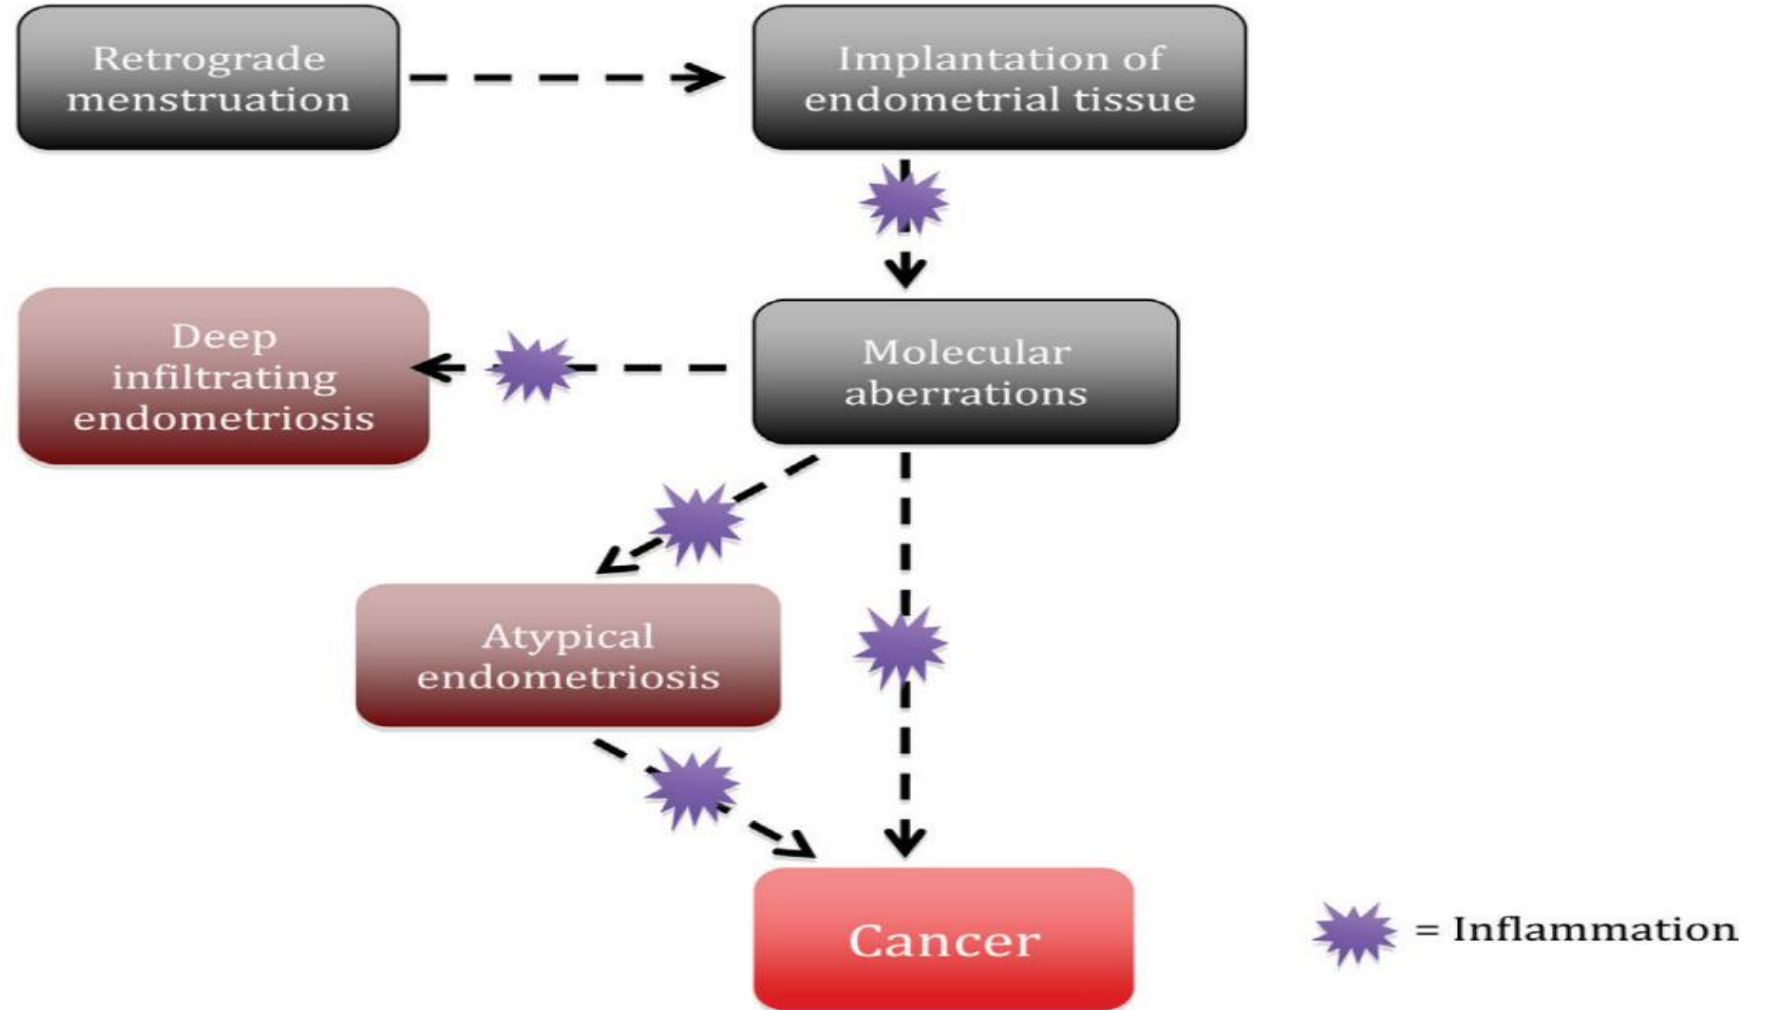 Retrograde
menstruation
Implantation of
endometrial tissue
Deep
infiltrating
endometriosis
Molecular
aberrations
Atypical
endometriosis
Cancer
= Inflammation